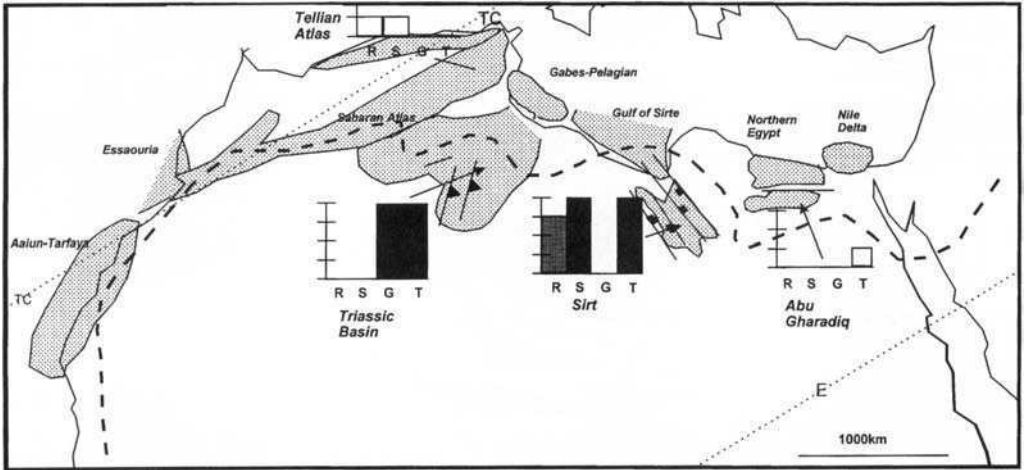 Tellian
Atlas
TC
R S G T
Gabes-Pelagian
Saharan Atlas
Gulf of Sirte
Northern
Egypt
Nile
Delta
Essaouria
Aaiun-Tarfaya
TC
R S G T
Triassic
Basin
R S G T
Sirt
R S G T
Abu
Gharadiq
E
1000km